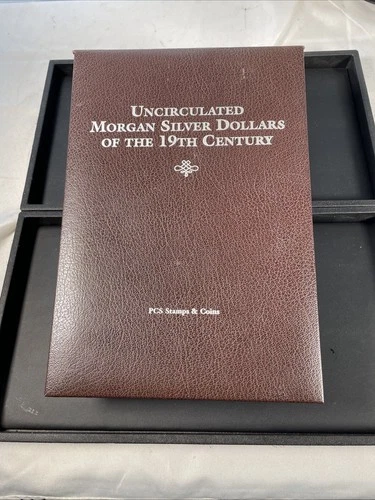 UNCIRCULATED
MORGAN SILVER DOLLARS
OF THE 19TH CENTURY
PCS Stamps & Coins